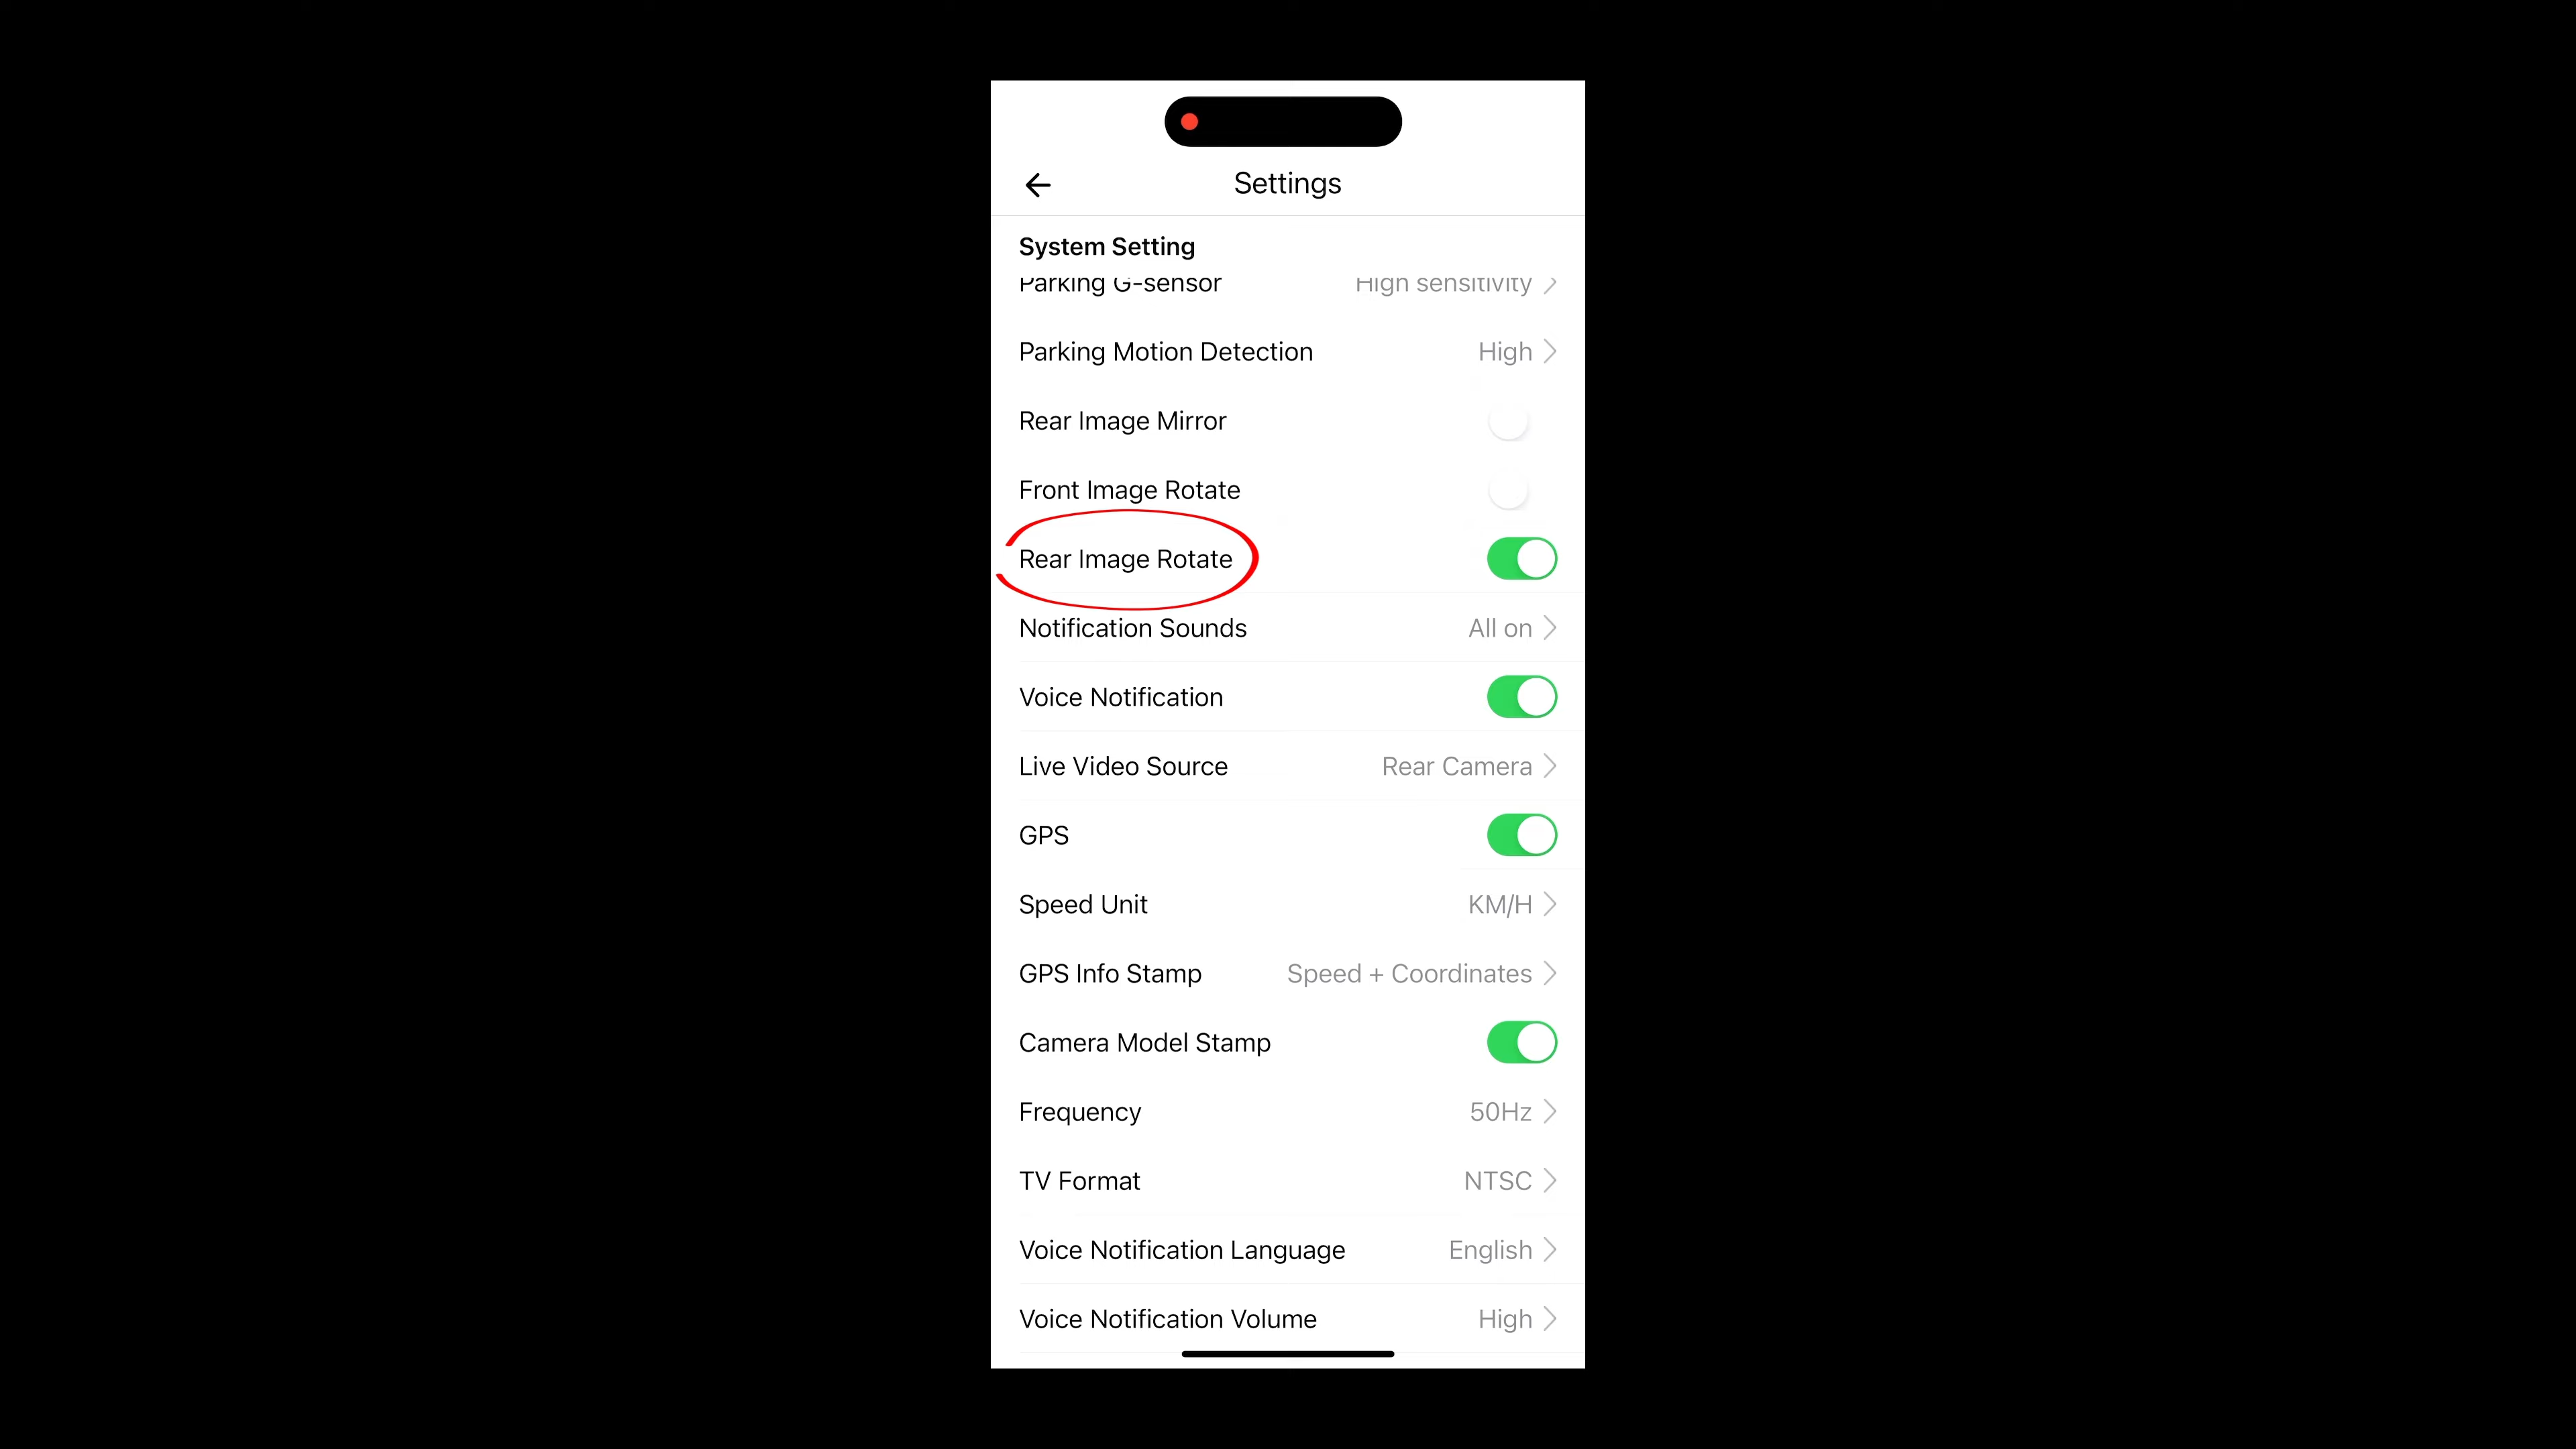 Settings
System Setting
Parking G-sensor High sensitivity
Parking Motion Detection High
Rear Image Mirror
Front Image Rotate
Rear Image Rotate
Notification Sounds All on
Voice Notification
Live Video Source Rear Camera
GPS
Speed Unit KM/H
GPS Info Stamp Speed + Coordinates
Camera Model Stamp
Frequency 50Hz
TV Format NTSC
Voice Notification Language English
Voice Notification Volume High